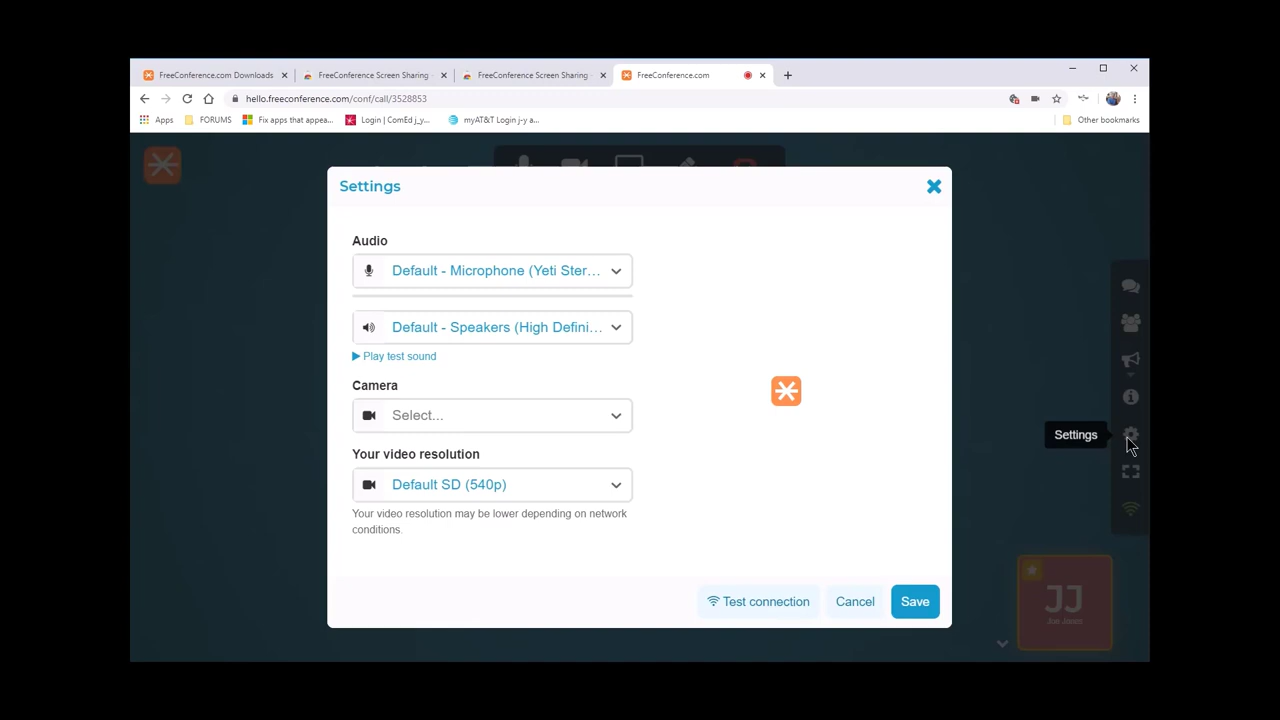 FreeConference.com Downloads
FreeConference Screen Sharing
FreeConference Screen Sharing
FreeConference.com
hello.freeconference.com/conf/call/3528853
Apps
FORUMS
Fix apps that appea...
Login | ComEd j_y...
myAT&T Login j-y a...
Other bookmarks
Settings
Audio
Default - Microphone (Yeti Ster...
Default - Speakers (High Defini...
Play test sound
Camera
Select...
Settings
Your video resolution
Default SD (540p)
Your video resolution may be lower depending on network
conditions.
Test connection
Cancel
Save
JJ
Jon Jones